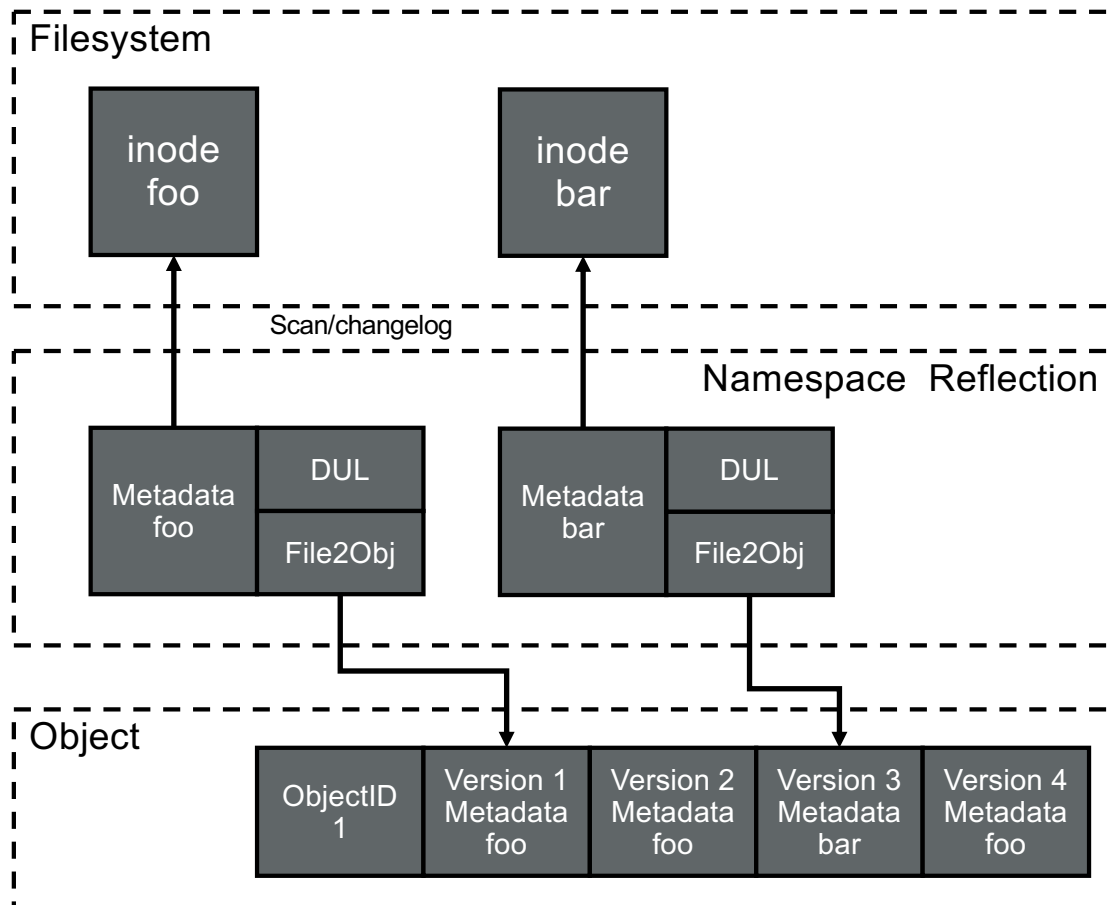 Filesystem
inode
foo
inode
bar
Scan/changelog
Namespace Reflection
Metadata
foo
DUL
File2Obj
Metadata
bar
DUL
File2Obj
Object
ObjectID
1
Version 1
Metadata
foo
Version 2
Metadata
foo
Version 3
Metadata
bar
Version 4
Metadata
foo